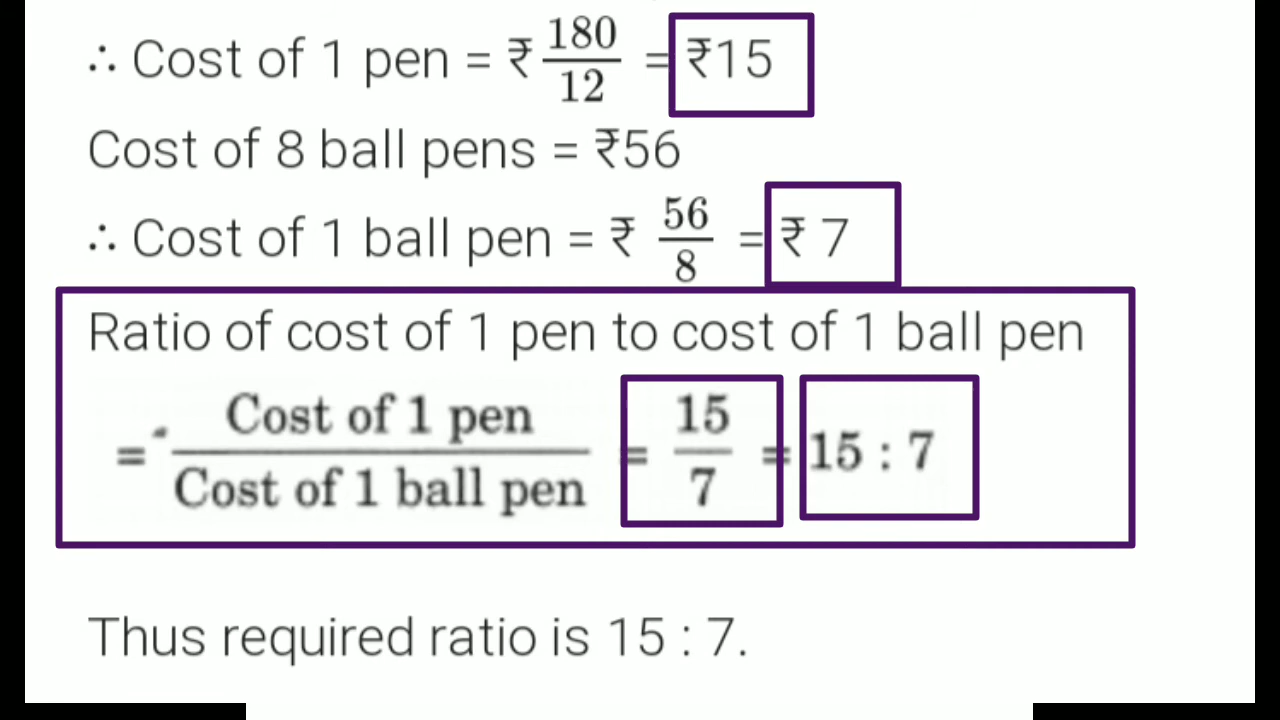 ∴ Cost of 1 pen = ₹ 180/12 = ₹15
Cost of 8 ball pens = ₹56
∴ Cost of 1 ball pen = ₹ 56/8 = ₹ 7
Ratio of cost of 1 pen to cost of 1 ball pen
= Cost of 1 pen/Cost of 1 ball pen = 15/7 = 15 : 7
Thus required ratio is 15 : 7.